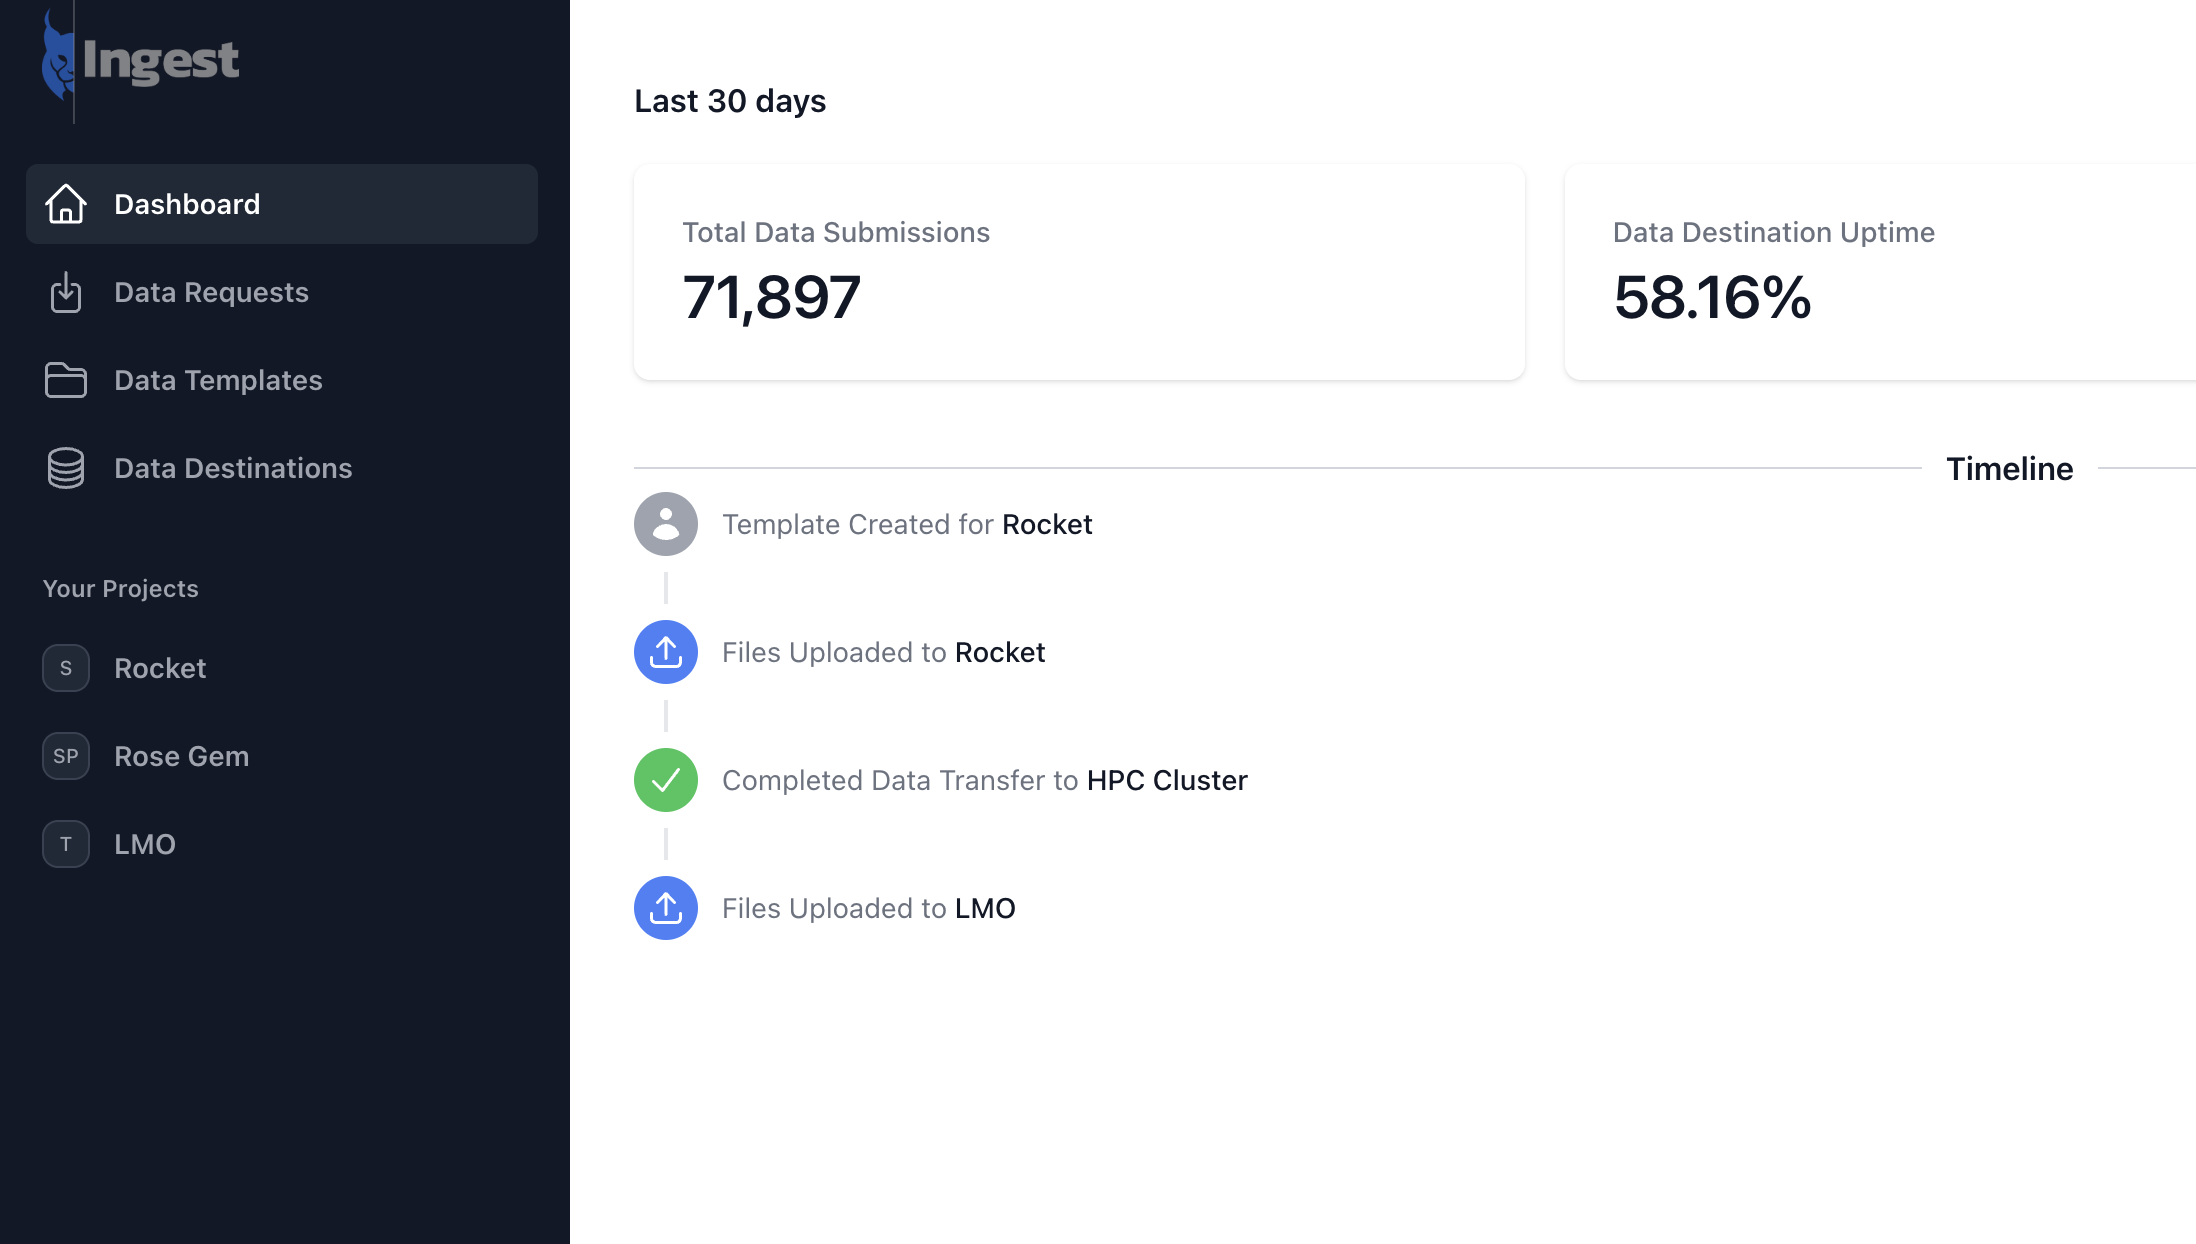 Ingest
Dashboard
Data Requests
Data Templates
Data Destinations
Your Projects
S Rocket
SP Rose Gem
T LMO
Last 30 days
Total Data Submissions
71,897
Data Destination Uptime
58.16%
Timeline
Template Created for Rocket
Files Uploaded to Rocket
Completed Data Transfer to HPC Cluster
Files Uploaded to LMO